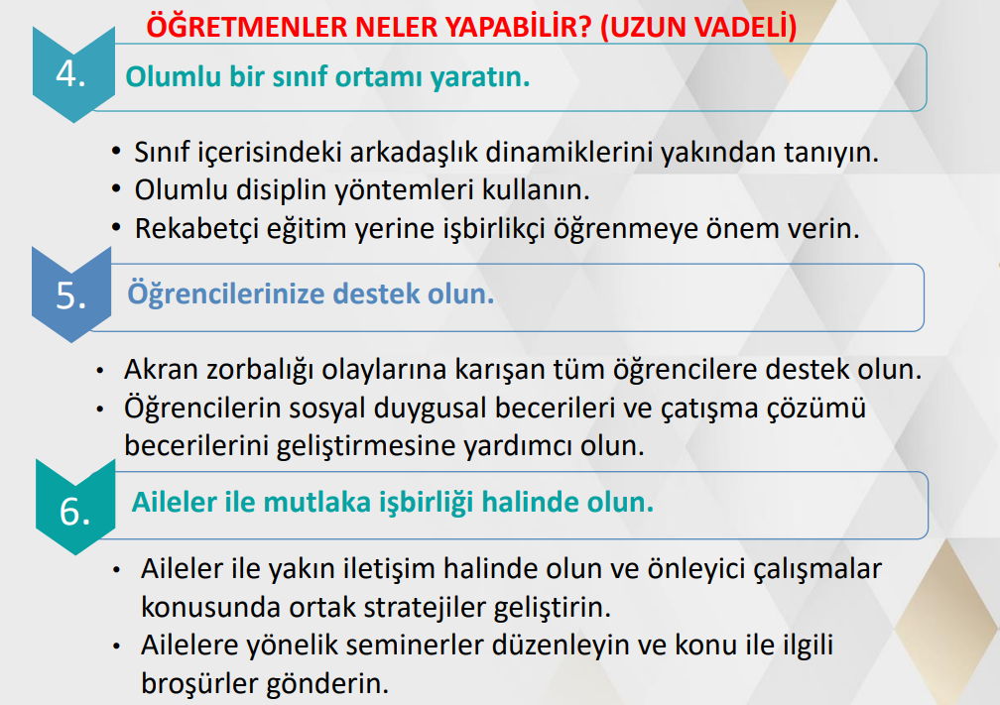 ÖĞRETMENLER NELER YAPABİLİR? (UZUN VADELİ)
4.
Olumlu bir sınıf ortamı yaratın.
• Sınıf içerisindeki arkadaşlık dinamiklerini yakından tanıyın.
• Olumlu disiplin yöntemleri kullanın.
• Rekabetçi eğitim yerine işbirlikçi öğrenmeye önem verin.
5.
Öğrencilerinize destek olun.
• Akran zorbalığı olaylarına karışan tüm öğrencilere destek olun.
• Öğrencilerin sosyal duygusal becerileri ve çatışma çözümü
becerilerini geliştirmesine yardımcı olun.
6.
Aileler ile mutlaka işbirliği halinde olun.
• Aileler ile yakın iletişim halinde olun ve önleyici çalışmalar
konusunda ortak stratejiler geliştirin.
• Ailelere yönelik seminerler düzenleyin ve konu ile ilgili
broşürler gönderin.